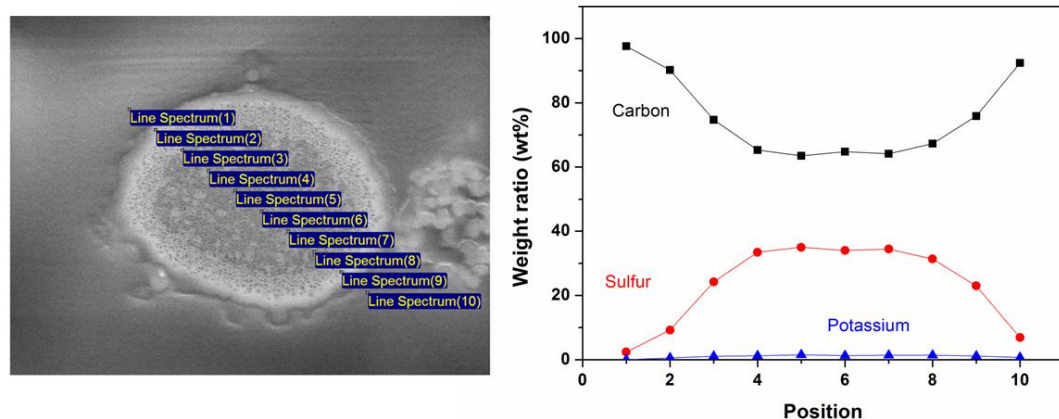 Line Spectrum(1)
Line Spectrum(2)
Line Spectrum(3)
Line Spectrum(4)
Line Spectrum(5)
Line Spectrum(6)
Line Spectrum(7)
Line Spectrum(8)
Line Spectrum(9)
Line Spectrum(10)
Weight ratio (wt%)
100
80
60
40
20
0
Carbon
Sulfur
Potassium
0 2 4 6 8 10
Position